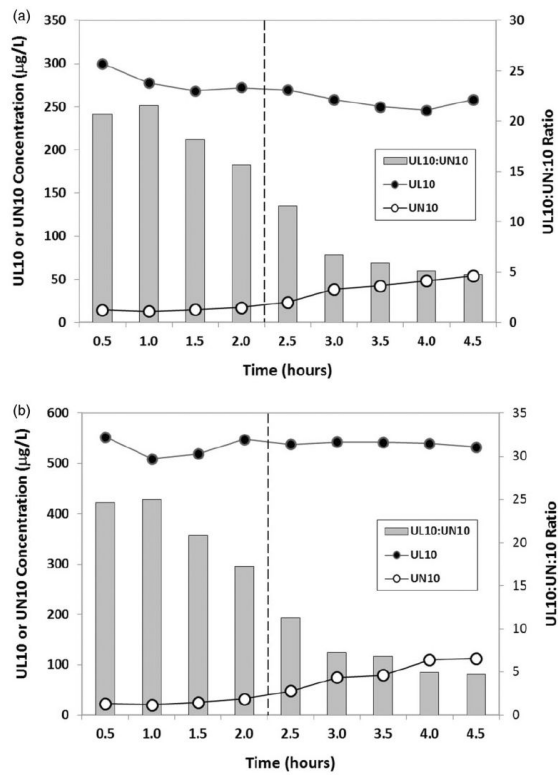 (a)
UL10 or UN10 Concentration (µg/L)
350
300
250
200
150
100
50
0
30
25
20
15
10
5
0
UL10:UN:10 Ratio
UL10:UN10
UL10
UN10
0.5 1.0 1.5 2.0 2.5 3.0 3.5 4.0 4.5
Time (hours)
(b)
UL10 or UN10 Concentration (µg/L)
600
500
400
300
200
100
0
35
30
25
20
15
10
5
0
UL10:UN:10 Ratio
UL10:UN10
UL10
UN10
0.5 1.0 1.5 2.0 2.5 3.0 3.5 4.0 4.5
Time (hours)